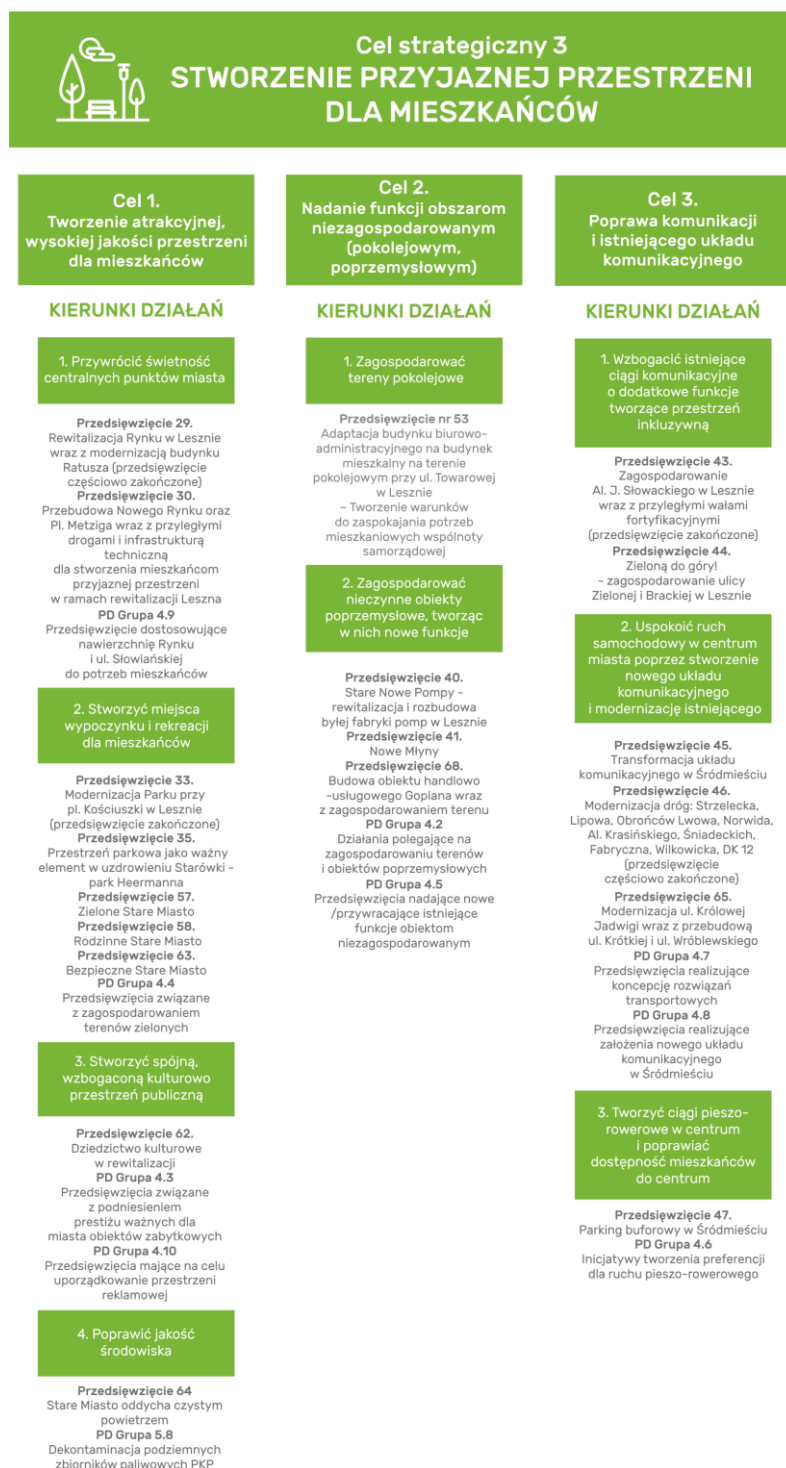 Cel strategiczny 3
STWORZENIE PRZYJAZNEJ PRZESTRZENI
DLA MIESZKAŃCÓW
Cel 1.
Tworzenie atrakcyjnej,
wysokiej jakości przestrzeni
dla mieszkańców
KIERUNKI DZIAŁAŃ
1. Przywrócić świetność
centralnych punktów miasta
Przedsięwzięcie 29.
Rewitalizacja Rynku w Lesznie
wraz z modernizacją budynku
Ratusza (przedsięwzięcie
częściowo zakończone)
Przedsięwzięcie 30.
Przebudowa Nowego Rynku oraz
Pl. Metziga wraz z przyległymi
drogami i infrastrukturą
techniczną
dla stworzenia mieszkańcom
przyjaznej przestrzeni
w ramach rewitalizacji Leszna
PD Grupa 4.9
Przedsięwzięcie dostosowujące
nawierzchnię Rynku
i ul. Słowiańskiej
do potrzeb mieszkańców
2. Stworzyć miejsca
wypoczynku i rekreacji
dla mieszkańców
Przedsięwzięcie 33.
Modernizacja Parku przy
pl. Kościuszki w Lesznie
(przedsięwzięcie zakończone)
Przedsięwzięcie 35.
Przestrzeń parkowa jako ważny
element w uzdrowieniu Starówki -
park Heermanna
Przedsięwzięcie 57.
Zielone Stare Miasto
Przedsięwzięcie 58.
Rodzinne Stare Miasto
Przedsięwzięcie 63.
Bezpieczne Stare Miasto
PD Grupa 4.4
Przedsięwzięcia związane
z zagospodarowaniem
terenów zielonych
3. Stworzyć spójną,
wzbogaconą kulturowo
przestrzeń publiczną
Przedsięwzięcie 62.
Dziedzictwo kulturowe
w rewitalizacji
PD Grupa 4.3
Przedsięwzięcia związane
z podniesieniem
prestiżu ważnych dla
miasta obiektów zabytkowych
PD Grupa 4.10
Przedsięwzięcia mające na celu
uporządkowanie przestrzeni
reklamowej
4. Poprawić jakość
środowiska
Przedsięwzięcie 64
Stare Miasto oddycha czystym
powietrzem
PD Grupa 5.8
Dekontaminacja podziemnych
zbiorników paliwowych PKP
Cel 2.
Nadanie funkcji obszarom
niezagospodarowanym
(pokolejowym,
poprzemysłowym)
KIERUNKI DZIAŁAŃ
1. Zagospodarować
tereny pokolejowe
Przedsięwzięcie nr 53
Adaptacja budynku biurowo-
administracyjnego na budynek
mieszkalny na terenie
pokolejowym przy ul. Towarowej
w Lesznie
– Tworzenie warunków
do zaspokajania potrzeb
mieszkaniowych wspólnoty
samorządowej
2. Zagospodarować
nieczynne obiekty
poprzemysłowe, tworząc
w nich nowe funkcje
Przedsięwzięcie 40.
Stare Nowe Pompy -
rewitalizacja i rozbudowa
byłej fabryki pomp w Lesznie
Przedsięwzięcie 41.
Nowe Młyny
Przedsięwzięcie 68.
Budowa obiektu handlowo
-usługowego Goplana wraz
z zagospodarowaniem terenu
PD Grupa 4.2
Działania polegające na
zagospodarowaniu terenów
i obiektów poprzemysłowych
PD Grupa 4.5
Przedsięwzięcia nadające nowe
/przywracające istniejące
funkcje obiektom
niezagospodarowanym
Cel 3.
Poprawa komunikacji
i istniejącego układu
komunikacyjnego
KIERUNKI DZIAŁAŃ
1. Wzbogacić istniejące
ciągi komunikacyjne
o dodatkowe funkcje
tworzące przestrzeń
inkluzywną
Przedsięwzięcie 43.
Zagospodarowanie
Al. J. Słowackiego w Lesznie
wraz z przyległymi wałami
fortyfikacyjnymi
(przedsięwzięcie zakończone)
Przedsięwzięcie 44.
Zieloną do góry!
- zagospodarowanie ulicy
Zielonej i Brackiej w Lesznie
2. Uspokoić ruch
samochodowy w centrum
miasta poprzez stworzenie
nowego układu
komunikacyjnego
i modernizację istniejącego
Przedsięwzięcie 45.
Transformacja układu
komunikacyjnego w Śródmieściu
Przedsięwzięcie 46.
Modernizacja dróg: Strzelecka,
Lipowa, Obrońców Lwowa, Norwida,
Al. Krasińskiego, Śniadeckich,
Fabryczna, Wilkowicka, DK 12
(przedsięwzięcie
częściowo zakończone)
Przedsięwzięcie 65.
Modernizacja ul. Królowej
Jadwigi wraz z przebudową
ul. Krótkiej i ul. Wróblewskiego
PD Grupa 4.7
Przedsięwzięcia realizujące
koncepcję rozwiązań
transportowych
PD Grupa 4.8
Przedsięwzięcia realizujące
założenia nowego układu
komunikacyjnego
w Śródmieściu
3. Tworzyć ciągi pieszo-
rowerowe w centrum
i poprawiać
dostępność mieszkańców
do centrum
Przedsięwzięcie 47.
Parking buforowy w Śródmieściu
PD Grupa 4.6
Inicjatywy tworzenia preferencji
dla ruchu pieszo-rowerowego